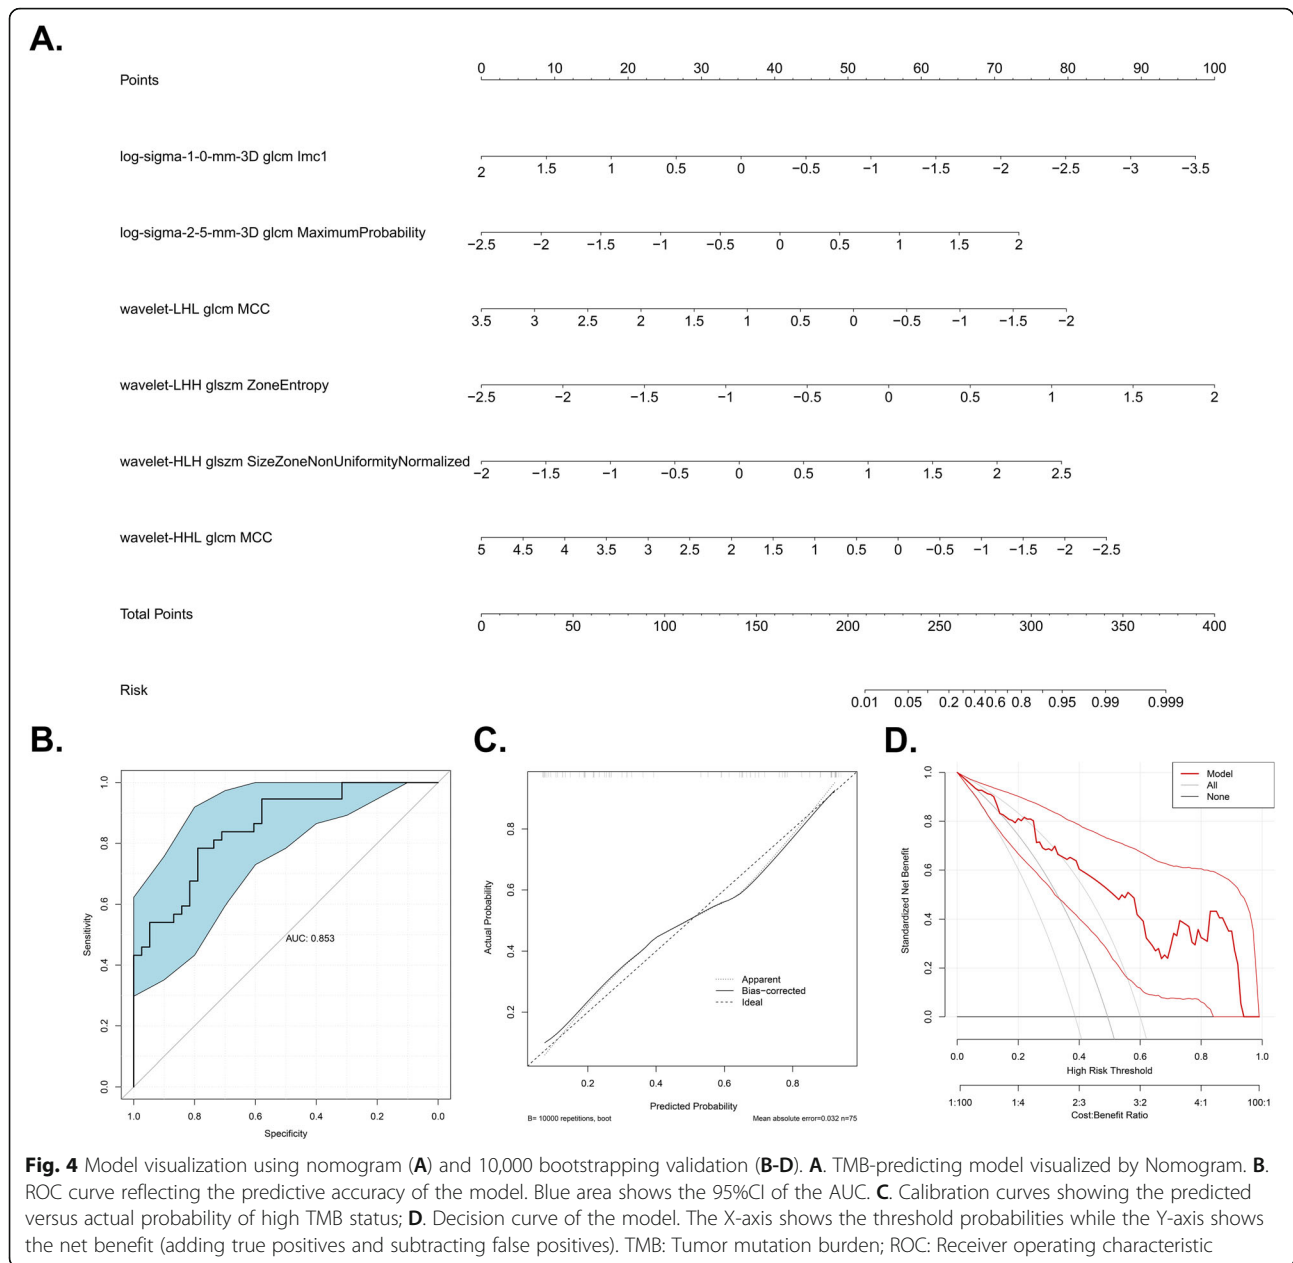 A.
Points
0 10 20 30 40 50 60 70 80 90 100
log-sigma-1-0-mm-3D glcm Imc1
2 1.5 1 0.5 0 −0.5 −1 −1.5 −2 −2.5 −3 −3.5
log-sigma-2-5-mm-3D glcm MaximumProbability
−2.5 −2 −1.5 −1 −0.5 0 0.5 1 1.5 2
wavelet-LHL glcm MCC
3.5 3 2.5 2 1.5 1 0.5 0 −0.5 −1 −1.5 −2
wavelet-LHH glszm ZoneEntropy
−2.5 −2 −1.5 −1 −0.5 0 0.5 1 1.5 2
wavelet-HLH glszm SizeZoneNonUniformityNormalized
−2 −1.5 −1 −0.5 0 0.5 1 1.5 2 2.5
wavelet-HHL glcm MCC
5 4.5 4 3.5 3 2.5 2 1.5 1 0.5 0 −0.5 −1 −1.5 −2 −2.5
Total Points
0 50 100 150 200 250 300 350 400
Risk
0.01 0.05 0.2 0.4 0.6 0.8 0.95 0.99 0.999
B.
Sensitivity
1.0
0.8
0.6
0.4
0.2
0.0
AUC: 0.853
1.0 0.8 0.6 0.4 0.2 0.0
Specificity
C.
Actual Probability
0.8
0.6
0.4
0.2
Apparent
Bias−corrected
Ideal
0.2 0.4 0.6 0.8
Predicted Probability
B= 10000 repetitions, boot
Mean absolute error=0.032 n=75
D.
Standardized Net Benefit
1.0
0.8
0.6
0.4
0.2
0.0
Model
All
None
0.0 0.2 0.4 0.6 0.8 1.0
High Risk Threshold
1:100 1:4 2:3 3:2 4:1 100:1
Cost:Benefit Ratio
Fig. 4 Model visualization using nomogram (A) and 10,000 bootstrapping validation (B-D). A. TMB-predicting model visualized by Nomogram. B.
ROC curve reflecting the predictive accuracy of the model. Blue area shows the 95%CI of the AUC. C. Calibration curves showing the predicted
versus actual probability of high TMB status; D. Decision curve of the model. The X-axis shows the threshold probabilities while the Y-axis shows
the net benefit (adding true positives and subtracting false positives). TMB: Tumor mutation burden; ROC: Receiver operating characteristic